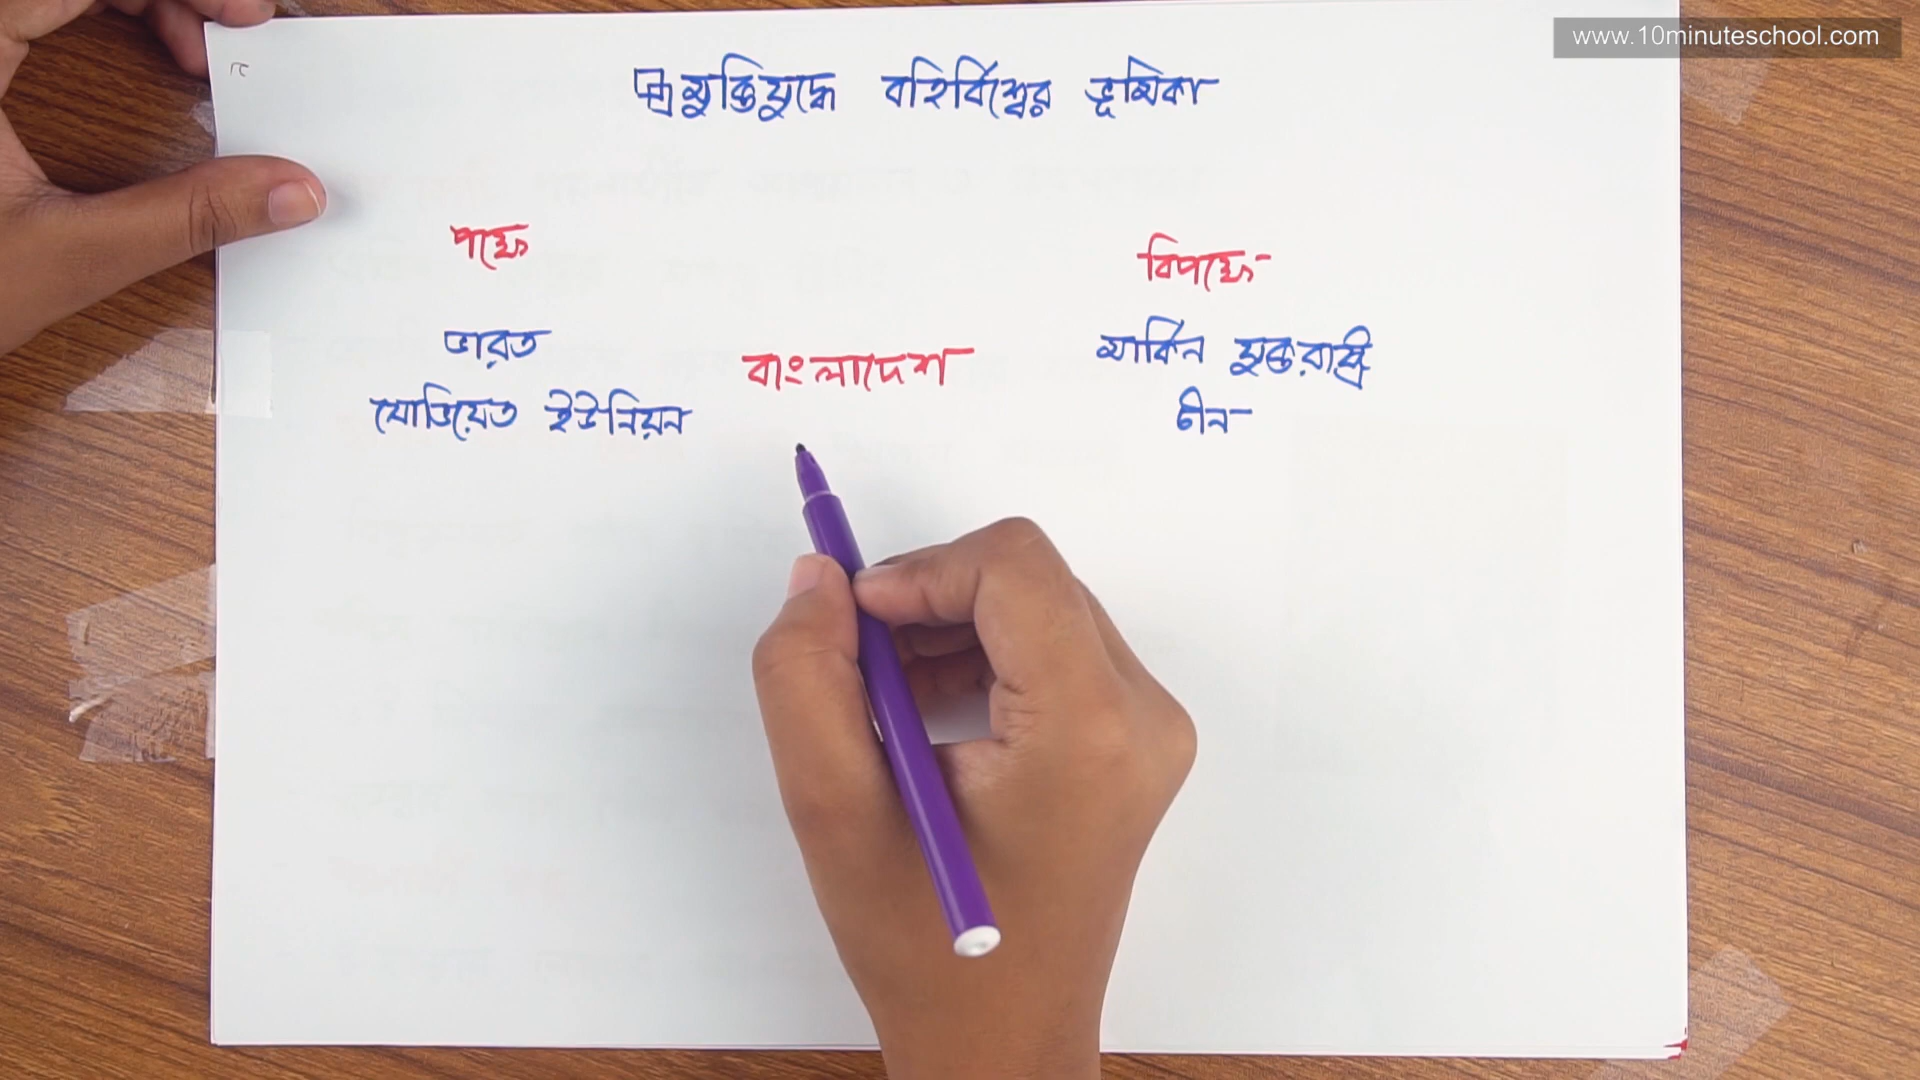 www.10minuteschool.com
মুক্তিযুদ্ধে বহির্বিশ্বের ভূমিকা
পক্ষে
বিপক্ষে
ভারত
বাংলাদেশ
মার্কিন যুক্তরাষ্ট্র
সোভিয়েত ইউনিয়ন
চীন